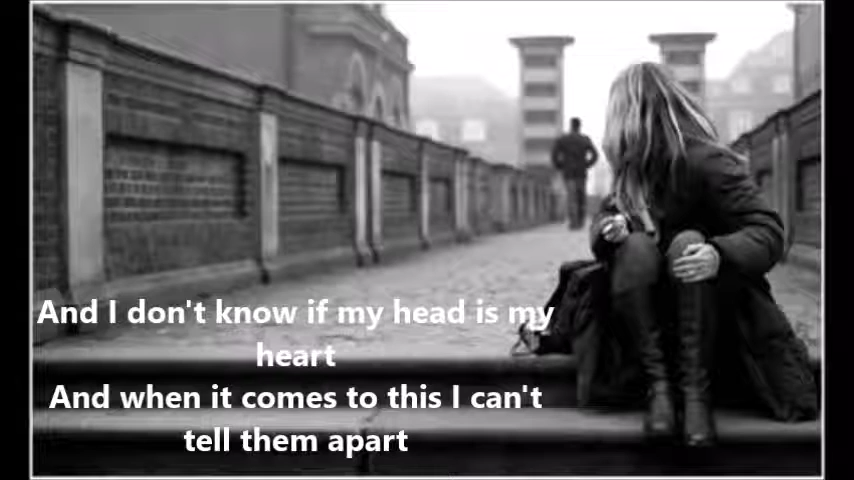 And I don't know if my head is my
heart
And when it comes to this I can't
tell them apart